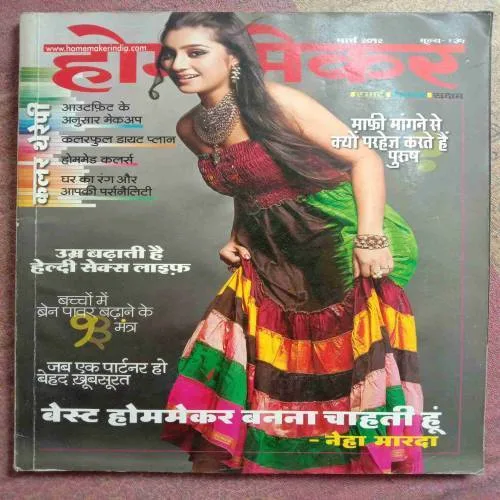 www.homemakerindia.com
मार्च २०१२
होममेकर
कलर थेरेपी
आउटफ़िट के
अनुसार मेकअप
कलरफुल डायट प्लान
होममेड कलर्स
घर का रंग और
आपकी पर्सनैलिटी
माफ़ी मांगने से
क्यों परहेज़ करते हैं
पुरुष
उम्र बढ़ाती है
हेल्दी सेक्स लाइफ़
बच्चों में
ब्रेन पावर बढ़ाने के
मंत्र
जब एक पार्टनर हो
बेहद ख़ूबसूरत
बेस्ट होममेकर बनना चाहती हूं
- नेहा मारदा